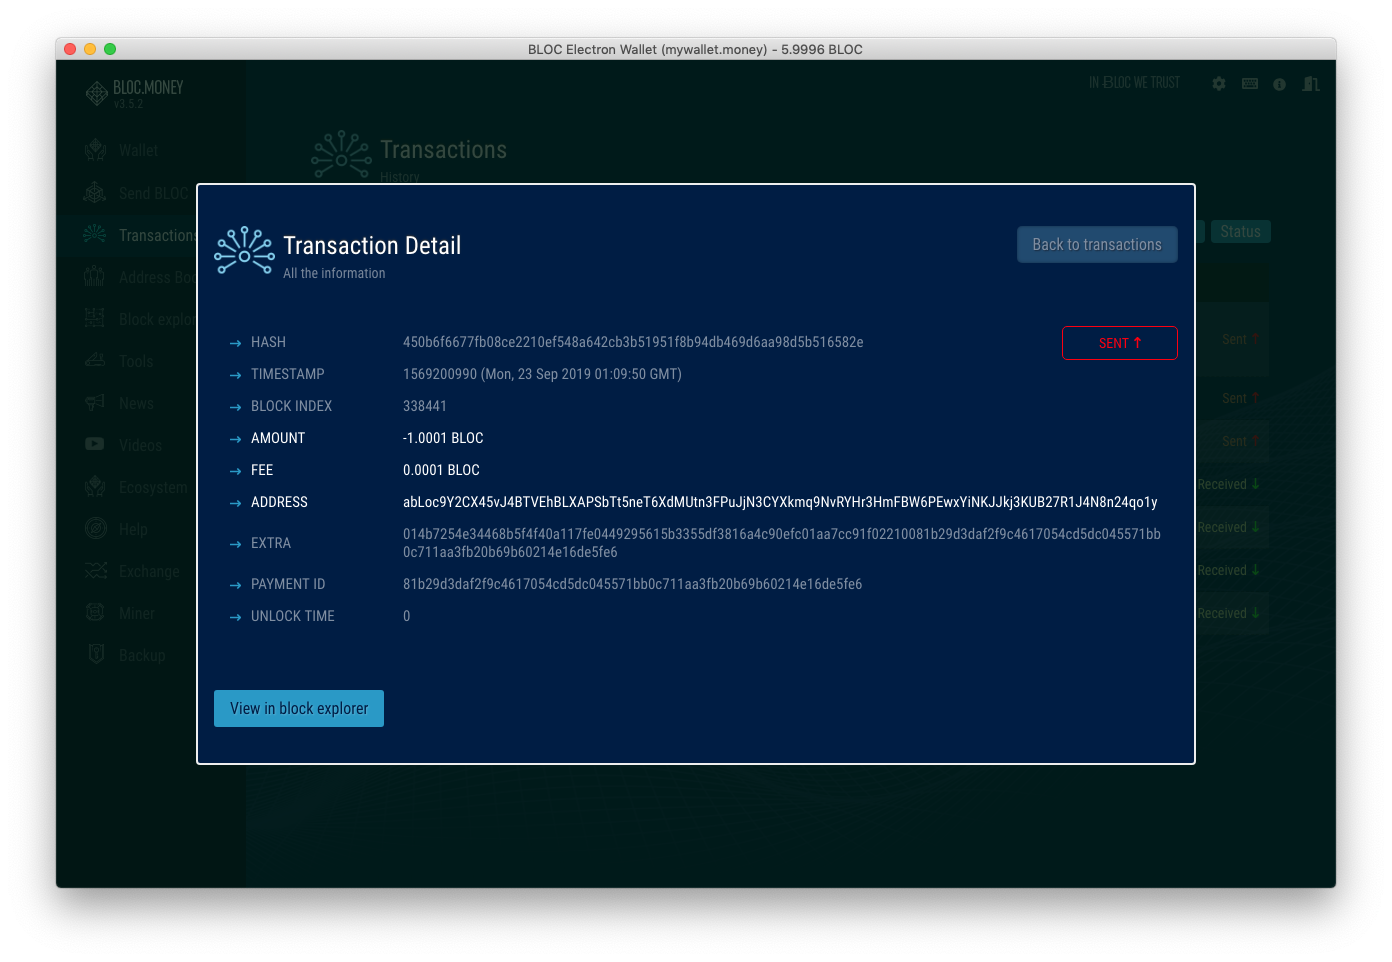 BLOC Electron Wallet (mywallet.money) - 5.9996 BLOC
BLOC.MONEY
v3.5.2
IN BLOC WE TRUST
Wallet
Send BLOC
Transactions
Address Boo
Block explor
Tools
News
Videos
Ecosystem
Help
Exchange
Miner
Backup
Transactions
History
Status
Transaction Detail
All the information
Back to transactions
→ HASH 450b6f6677fb08ce2210ef548a642cb3b51951f8b94db469d6aa98d5b516582e
SENT ↑
→ TIMESTAMP 1569200990 (Mon, 23 Sep 2019 01:09:50 GMT)
→ BLOCK INDEX 338441
→ AMOUNT -1.0001 BLOC
→ FEE 0.0001 BLOC
→ ADDRESS abLoc9Y2CX45vJ4BTVEhBLXAPSbTt5neT6XdMUtn3FPuJjN3CYXkmq9NvRYHr3HmFBW6PEwxYiNKJJkj3KUB27R1J4N8n24qo1y
→ EXTRA 014b7254e34468b5f4f40a117fe0449295615b3355df3816a4c90efc01aa7cc91f02210081b29d3daf2f9c4617054cd5dc045571bb
0c711aa3fb20b69b60214e16de5fe6
→ PAYMENT ID 81b29d3daf2f9c4617054cd5dc045571bb0c711aa3fb20b69b60214e16de5fe6
→ UNLOCK TIME 0
View in block explorer
Sent ↑
Sent ↑
Sent ↑
Received ↓
Received ↓
Received ↓
Received ↓